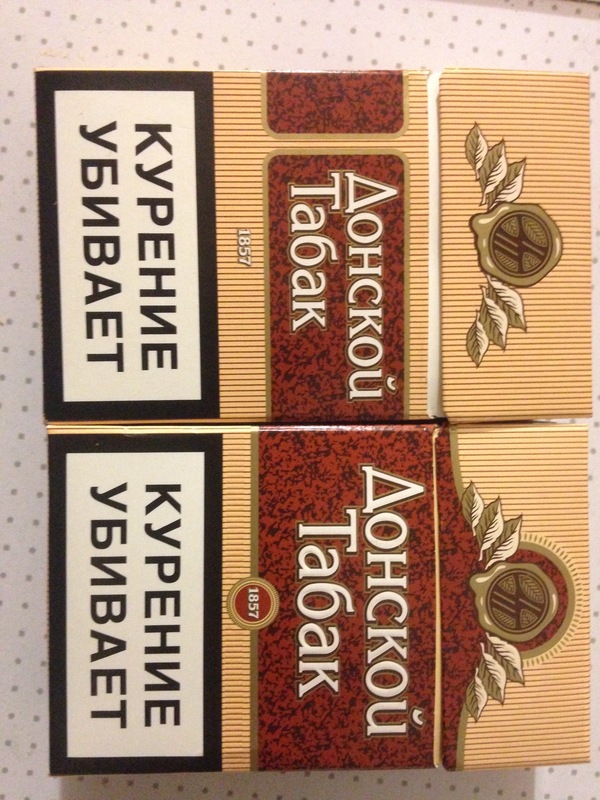 Донской
Табак
1857
КУРЕНИЕ
УБИВАЕТ
Донской
Табак
1857
КУРЕНИЕ
УБИВАЕТ